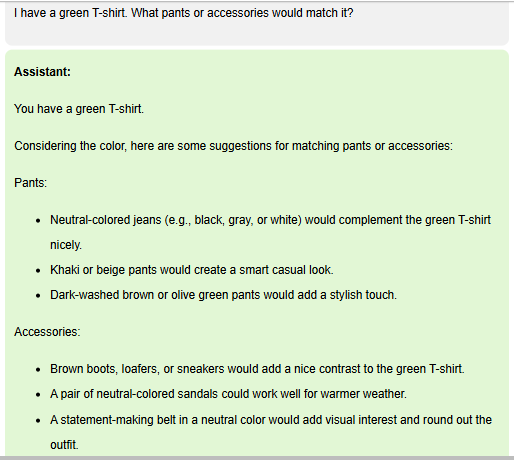 I have a green T-shirt. What pants or accessories would match it?
Assistant:
You have a green T-shirt.
Considering the color, here are some suggestions for matching pants or accessories:
Pants:
• Neutral-colored jeans (e.g., black, gray, or white) would complement the green T-shirt
nicely.
• Khaki or beige pants would create a smart casual look.
• Dark-washed brown or olive green pants would add a stylish touch.
Accessories:
• Brown boots, loafers, or sneakers would add a nice contrast to the green T-shirt.
• A pair of neutral-colored sandals could work well for warmer weather.
• A statement-making belt in a neutral color would add visual interest and round out the
outfit.